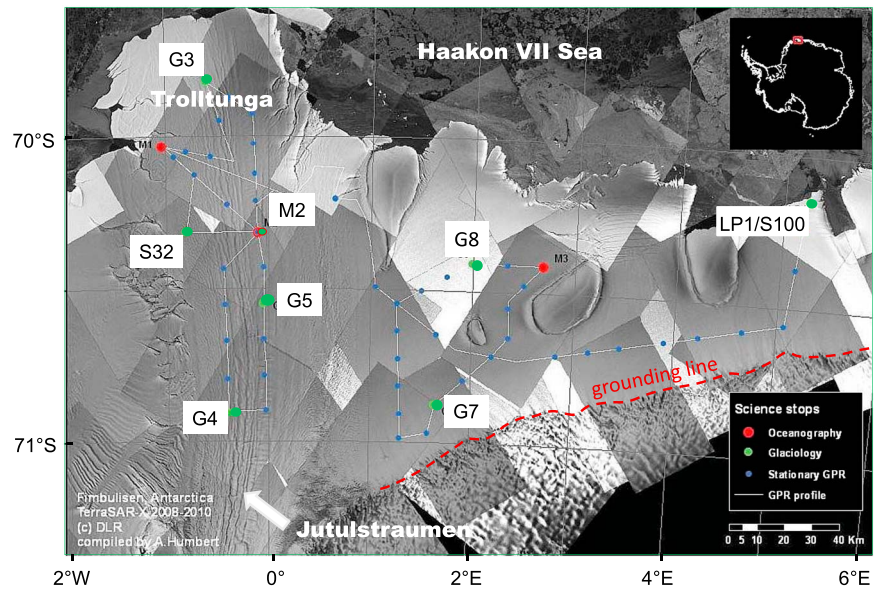 Haakon VII Sea
G3
Trolltunga
70°S
M1
M2
S32
G8
M3
LP1/S100
G5
grounding line
G4
G7
71°S
Science stops
Oceanography
Glaciology
Stationary GPR
GPR profile
0 5 10 20 30 40 Km
Fimbulisen, Antarctica
TerraSAR-X 2008-2010
(c) DLR
compiled by A.Humbert
Jutulstraumen
2°W
0°
2°E
4°E
6°E